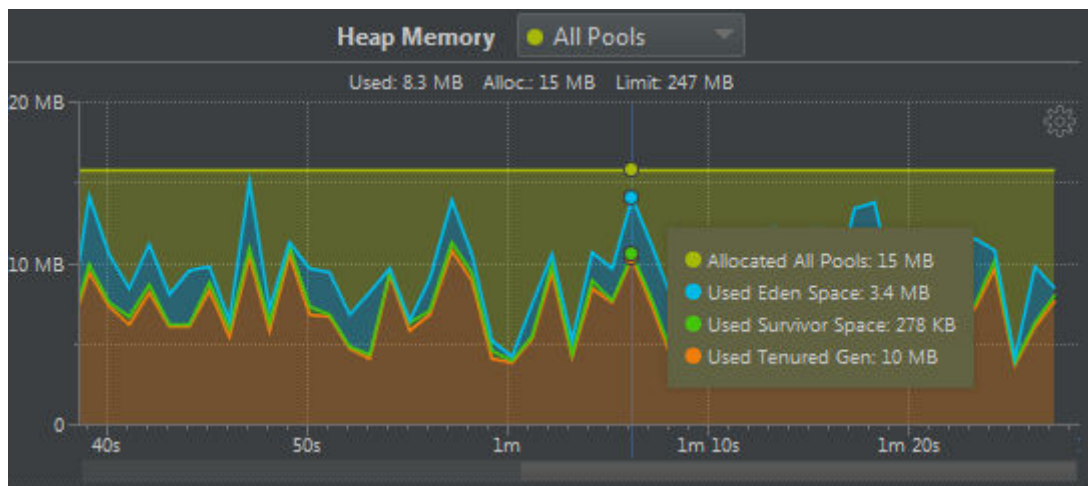 Heap Memory All Pools
Used: 8.3 MB Alloc.: 15 MB Limit: 247 MB
20 MB
10 MB
Allocated All Pools: 15 MB
Used Eden Space: 3.4 MB
Used Survivor Space: 278 KB
Used Tenured Gen: 10 MB
0
40s 50s 1m 1m 10s 1m 20s